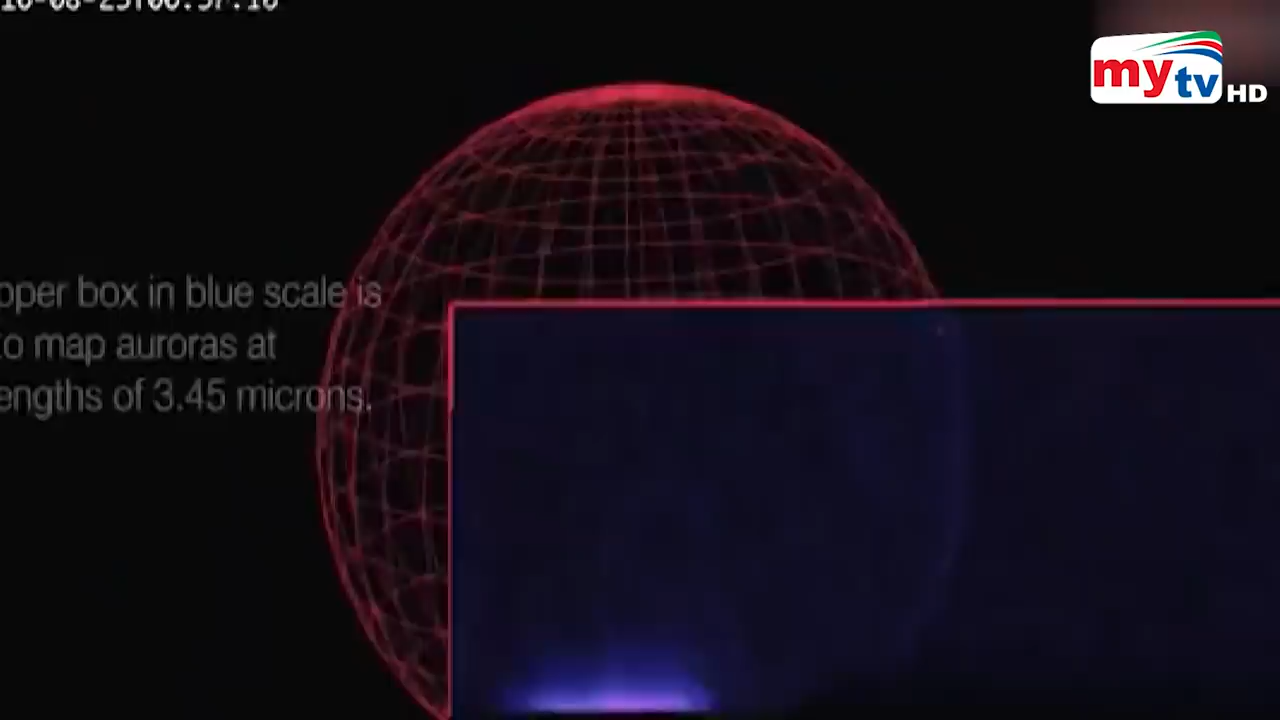 my
tv HD
pper box in blue scale is
to map auroras at
engths of 3.45 microns.